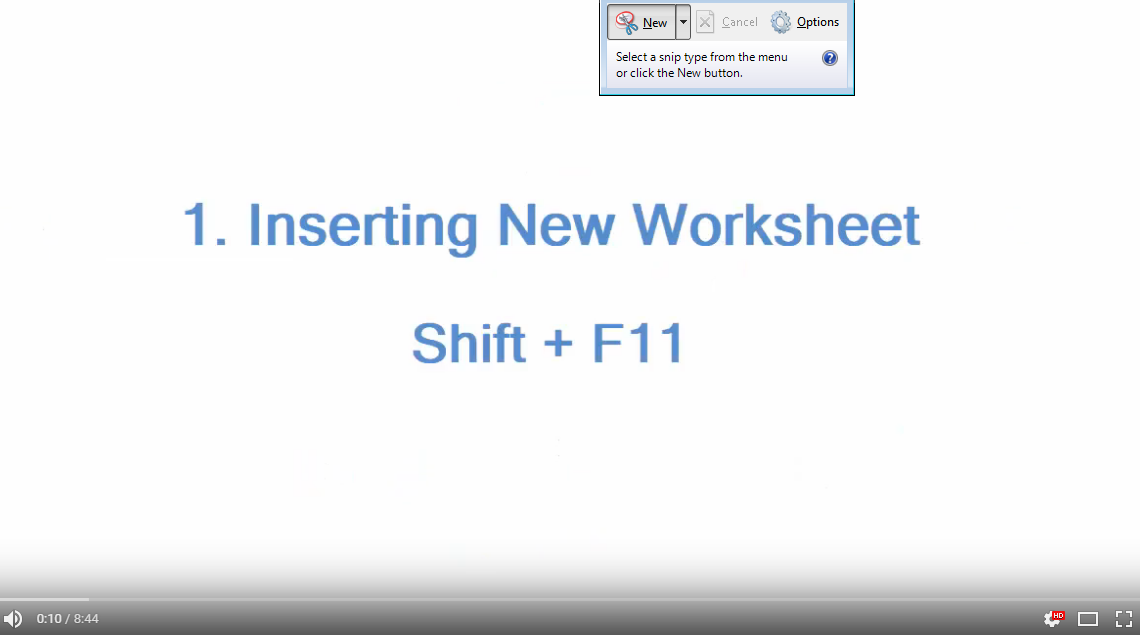 New Cancel Options
Select a snip type from the menu
or click the New button.
1. Inserting New Worksheet
Shift + F11
0:10 / 8:44
HD